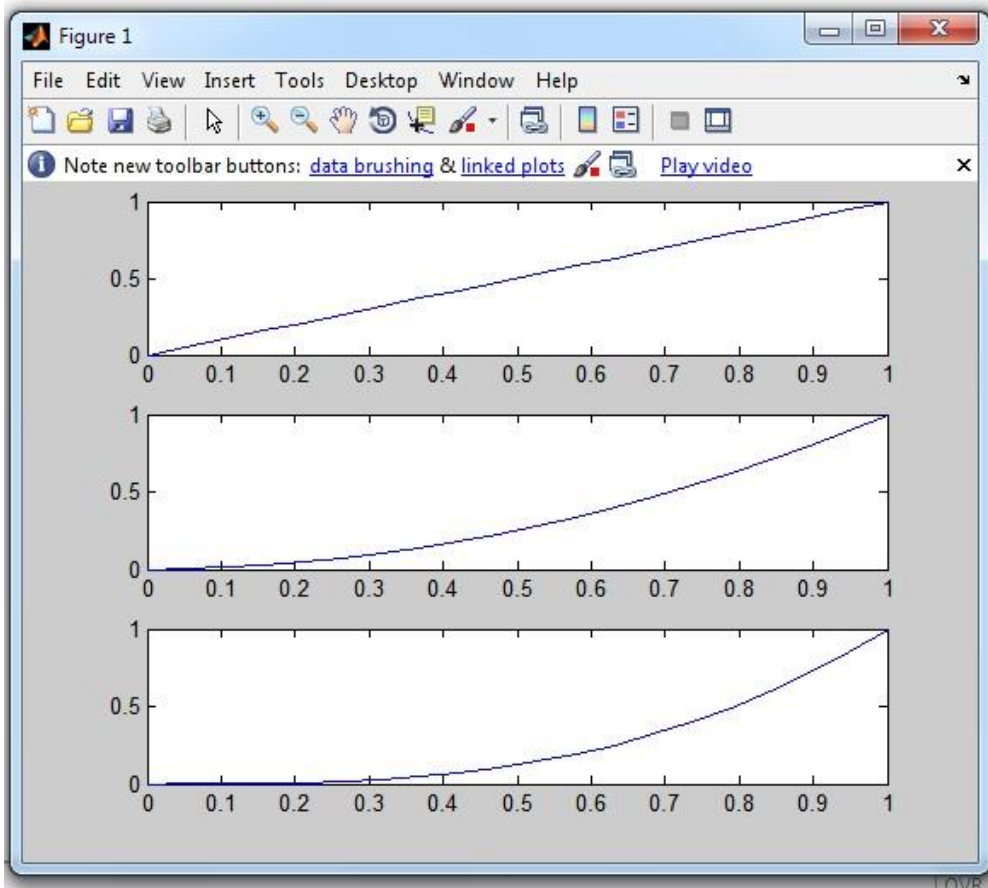 Figure 1
File Edit View Insert Tools Desktop Window Help
Note new toolbar buttons: data brushing & linked plots Play video
1
0.5
0
0 0.1 0.2 0.3 0.4 0.5 0.6 0.7 0.8 0.9 1
1
0.5
0
0 0.1 0.2 0.3 0.4 0.5 0.6 0.7 0.8 0.9 1
1
0.5
0
0 0.1 0.2 0.3 0.4 0.5 0.6 0.7 0.8 0.9 1